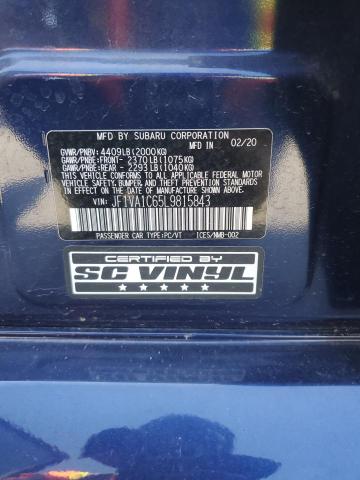 MFD BY SUBARU CORPORATION 02/20
GVWR/PNBV: 4409LB(2000KG)
GAWR/PNBE:FRONT- 2370LB(1075KG)
GAWR/PNBE:REAR - 2293LB(1040KG)
THIS VEHICLE CONFORMS TO ALL APPLICABLE FEDERAL
MOTOR VEHICLE SAFETY, BUMPER, AND THEFT
PREVENTION STANDARDS IN EFFECT ON THE
DATE OF MANUFACTURE SHOWN ABOVE.
VIN: JF1VA1C65L9815843
PASSENGER CAR TYPE:PC/VT ICES/NMB-002
CERTIFIED BY
SC VINYL